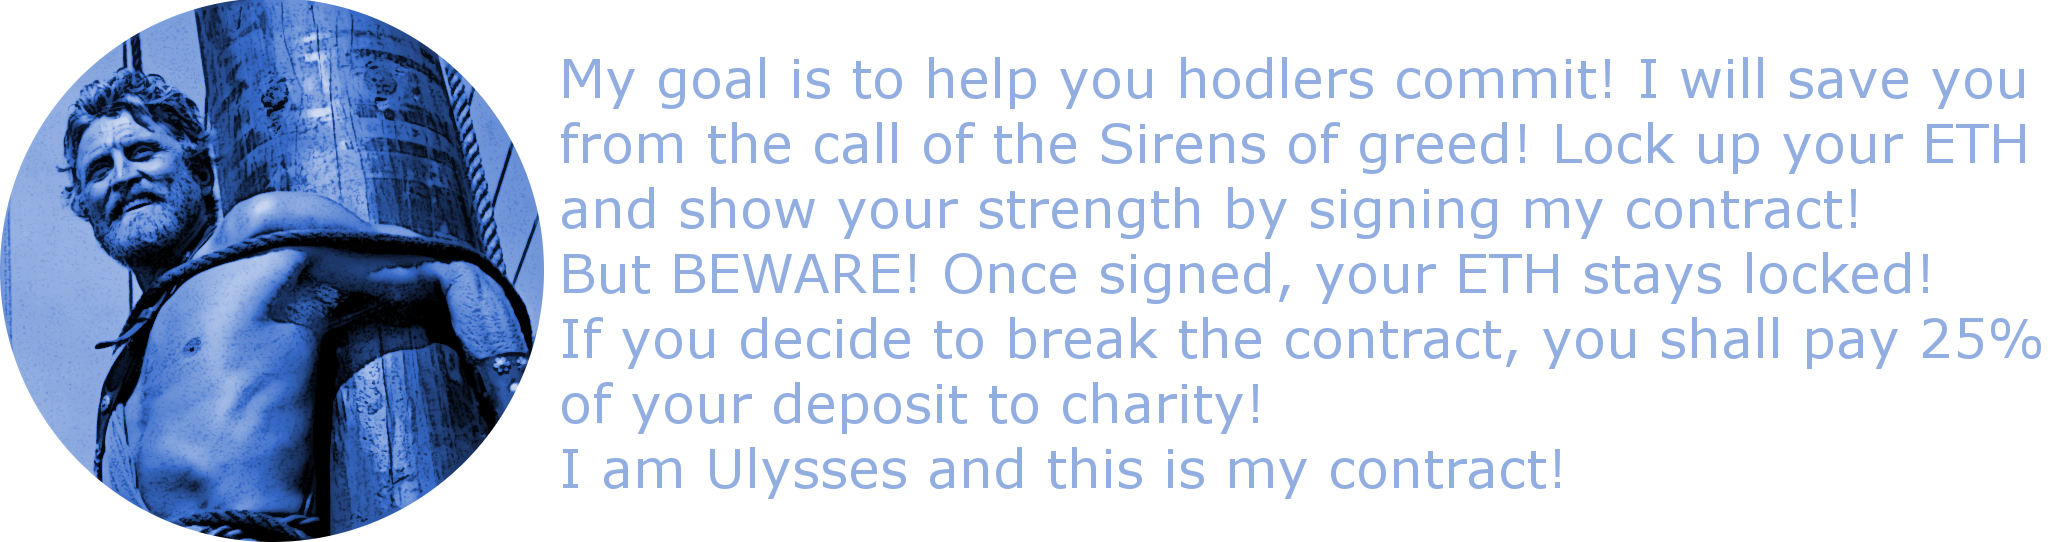 My goal is to help you hodlers commit! I will save you
from the call of the Sirens of greed! Lock up your ETH
and show your strength by signing my contract!
But BEWARE! Once signed, your ETH stays locked!
If you decide to break the contract, you shall pay 25%
of your deposit to charity!
I am Ulysses and this is my contract!